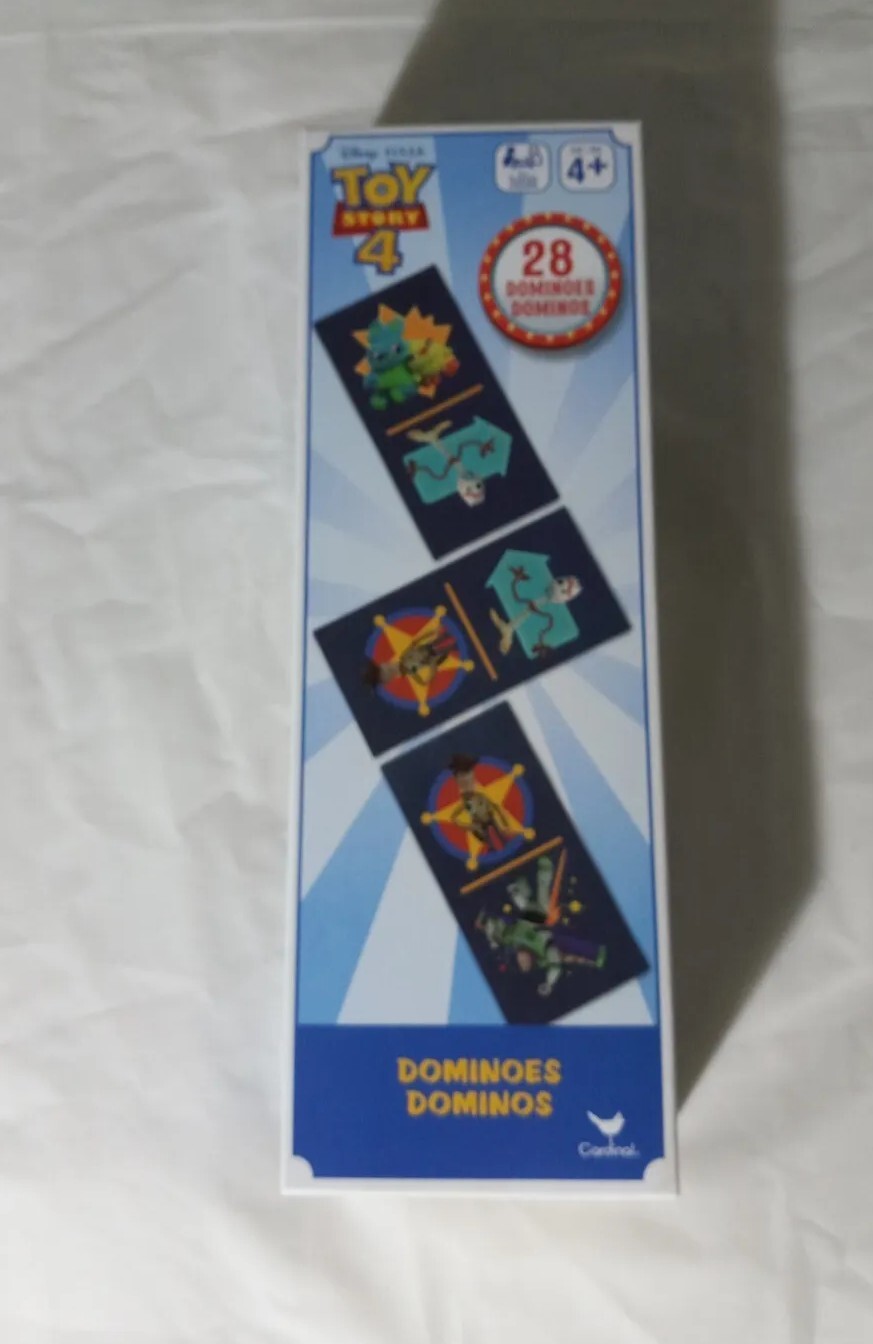 Disney PIXAR
TOY
STORY
4
4+
28
DOMINOES
DOMINOS
DOMINOES
DOMINOS
Cardinal